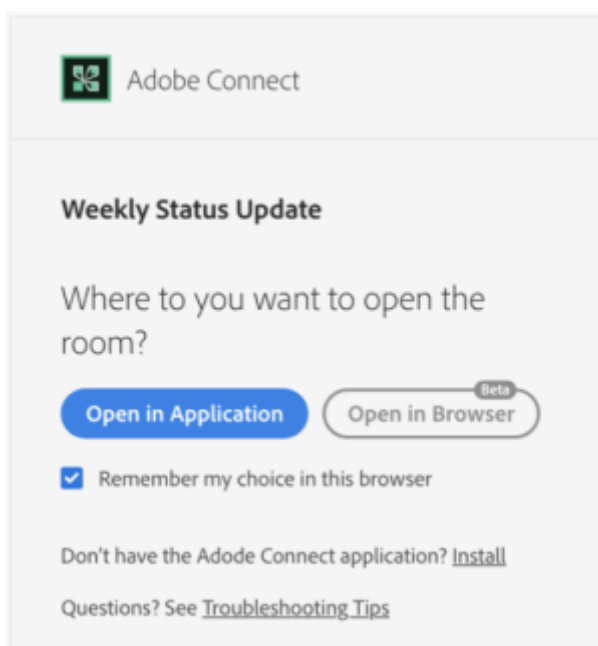 Adobe Connect
Weekly Status Update
Where to you want to open the
room?
Beta
Open in Application Open in Browser
Remember my choice in this browser
Don't have the Adode Connect application? Install
Questions? See Troubleshooting Tips